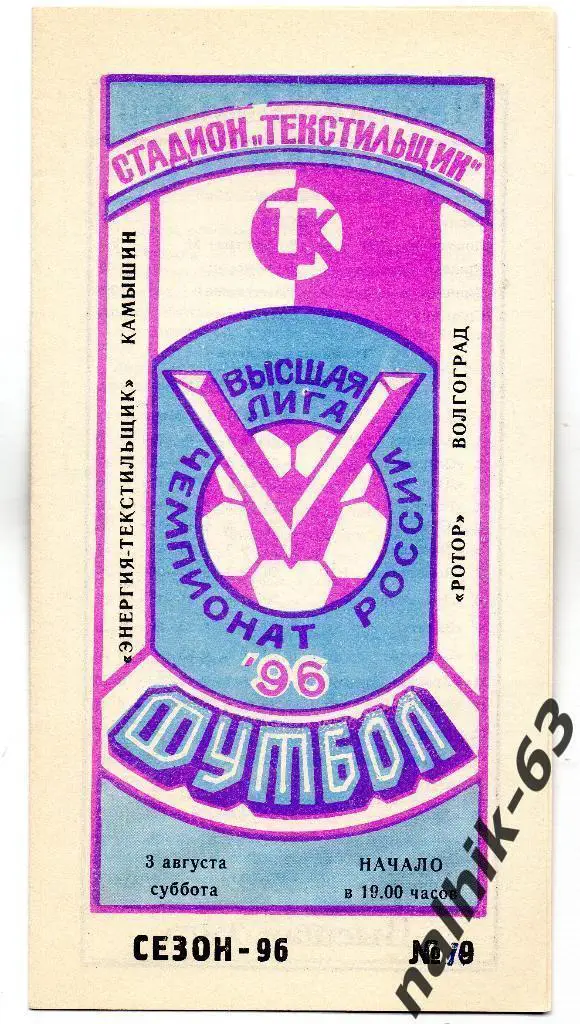 СТАДИОН „ТЕКСТИЛЬЩИК“
ТК
«ЭНЕРГИЯ-ТЕКСТИЛЬЩИК» КАМЫШИН
«РОТОР» ВОЛГОГРАД
ВЫСШАЯ
ЛИГА
ЧЕМПИОНАТ РОССИИ
'96
ФУТБОЛ
3 августа
суббота
НАЧАЛО
в 19.00 часов
СЕЗОН-96
nalnik-63